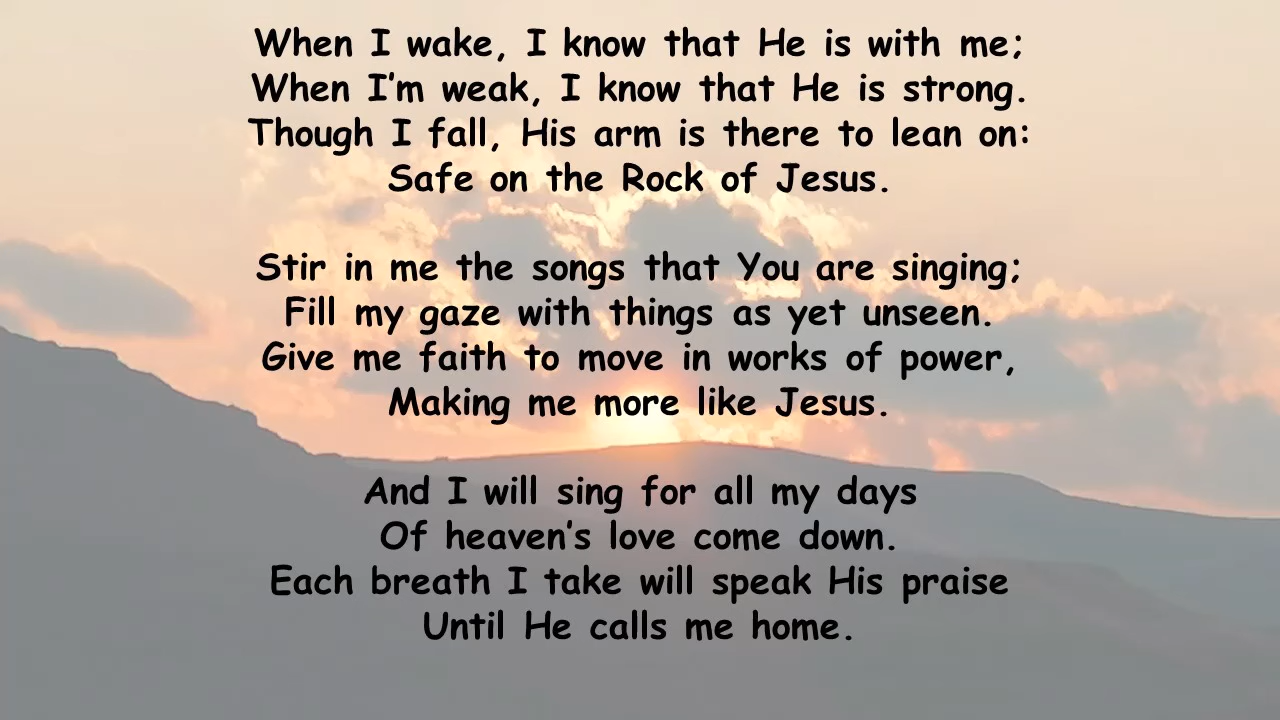 When I wake, I know that He is with me;
When I’m weak, I know that He is strong.
Though I fall, His arm is there to lean on:
Safe on the Rock of Jesus.
Stir in me the songs that You are singing;
Fill my gaze with things as yet unseen.
Give me faith to move in works of power,
Making me more like Jesus.
And I will sing for all my days
Of heaven’s love come down.
Each breath I take will speak His praise
Until He calls me home.